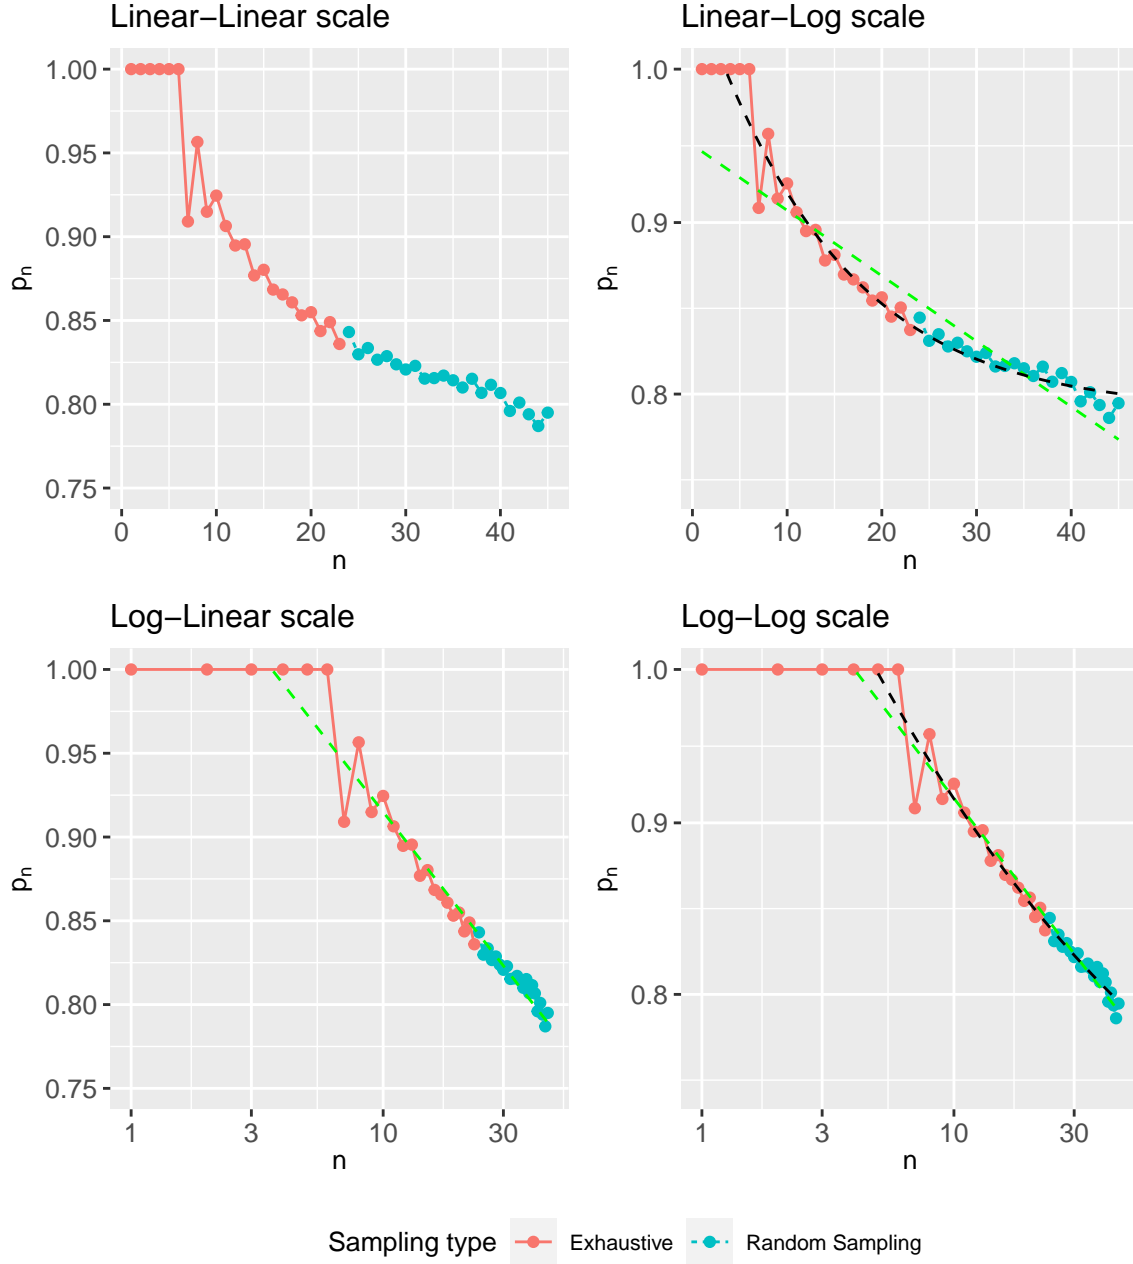 Linear−Linear scale
1.00
0.95
0.90
0.85
0.80
0.75
pn
0
10
20
30
40
n
Linear−Log scale
1.0
0.9
0.8
pn
0
10
20
30
40
n
Log−Linear scale
1.00
0.95
0.90
0.85
0.80
0.75
pn
1
3
10
30
n
Log−Log scale
1.0
0.9
0.8
pn
1
3
10
30
n
Sampling type Exhaustive Random Sampling